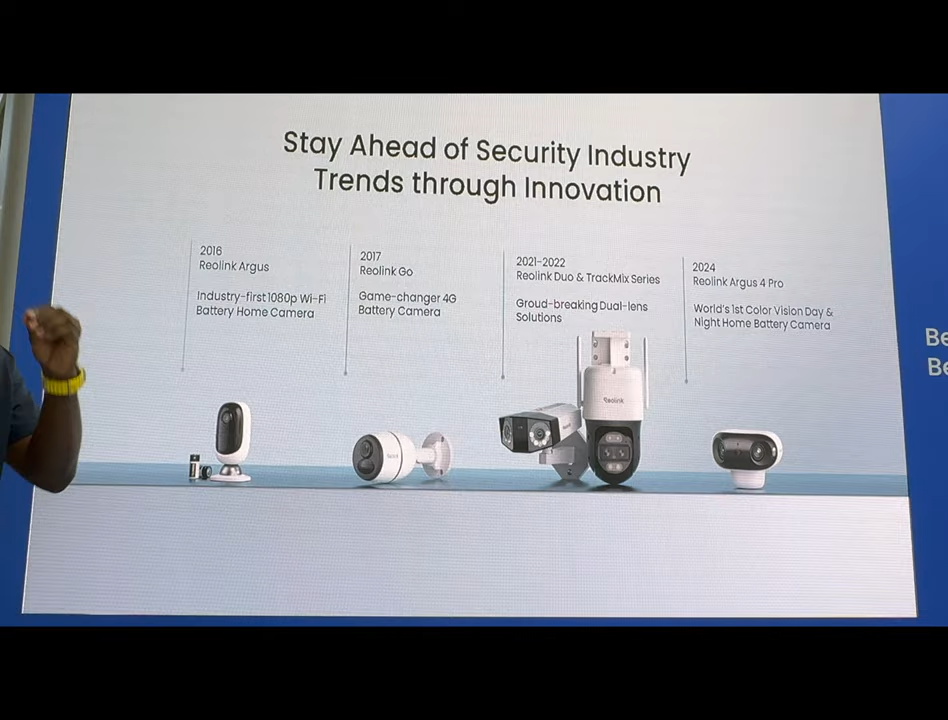 Stay Ahead of Security Industry
Trends through Innovation
2016
Reolink Argus
Industry-first 1080p Wi-Fi
Battery Home Camera
2017
Reolink Go
Game-changer 4G
Battery Camera
2021-2022
Reolink Duo & TrackMix Series
Groud-breaking Dual-lens
Solutions
2024
Reolink Argus 4 Pro
World's 1st Color Vision Day &
Night Home Battery Camera
Reolink
Be
Be